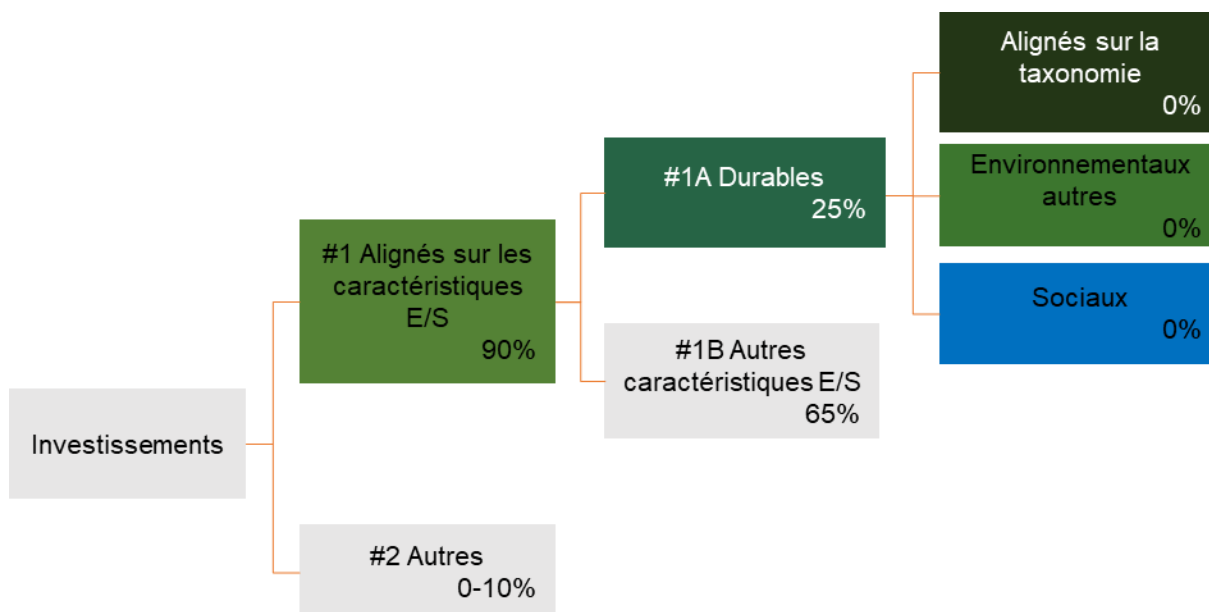 Investissements
#1 Alignés sur les
caractéristiques
E/S
90%
#2 Autres
0-10%
#1A Durables
25%
#1B Autres
caractéristiques E/S
65%
Alignés sur la
taxonomie
0%
Environnementaux
autres
0%
Sociaux
0%